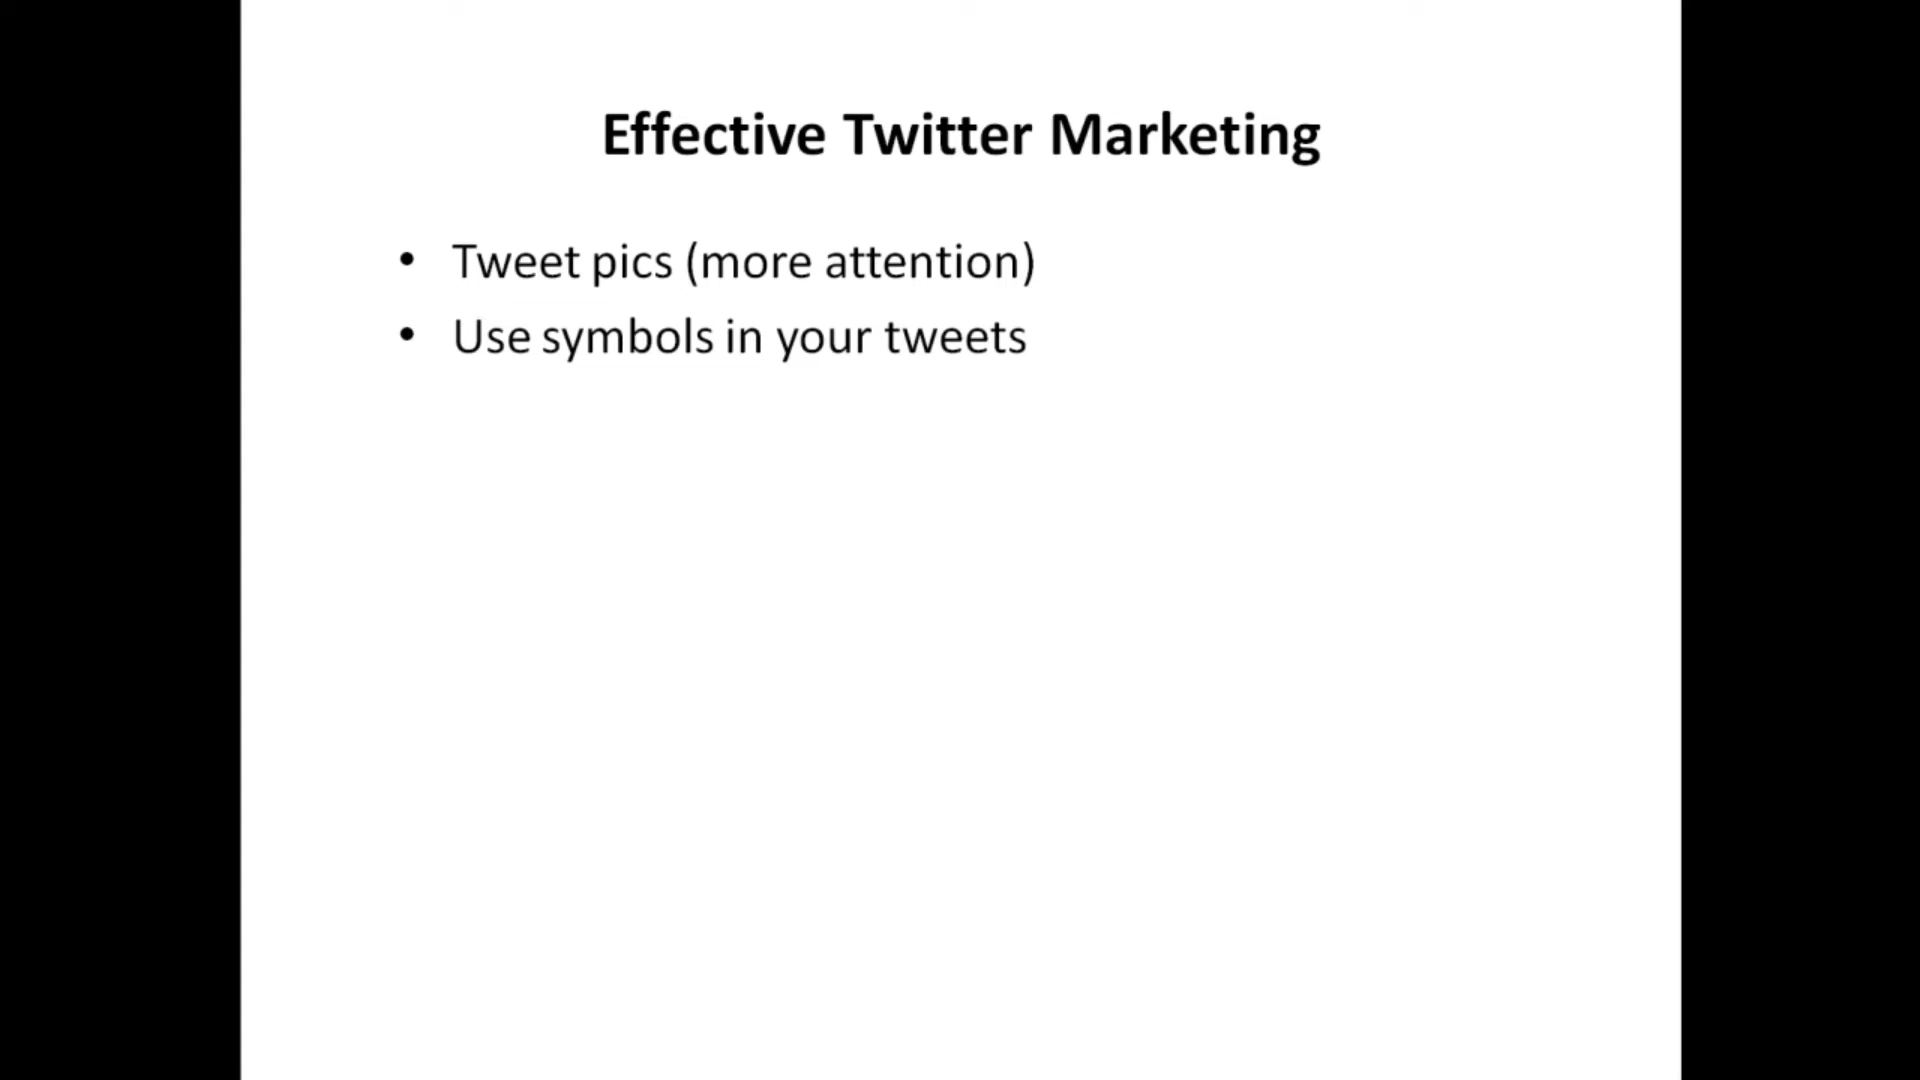 Effective Twitter Marketing
• Tweet pics (more attention)
• Use symbols in your tweets